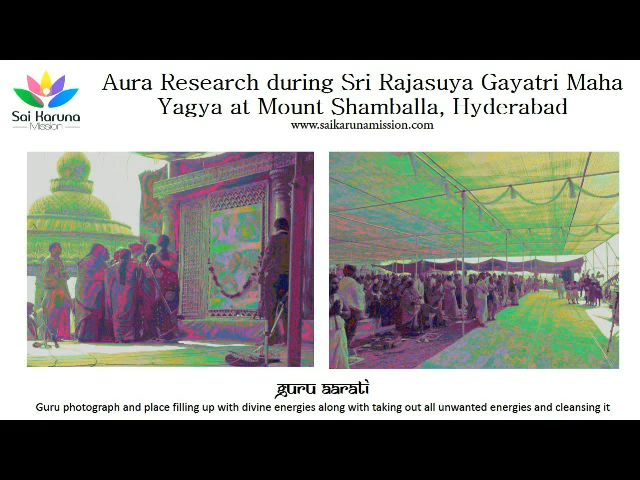 Sai Karuna
Mission
Aura Research during Sri Rajasuya Gayatri Maha
Yagya at Mount Shamballa, Hyderabad
www.saikarunamission.com
guru aarati
Guru photograph and place filling up with divine energies along with taking out all unwanted energies and cleansing it